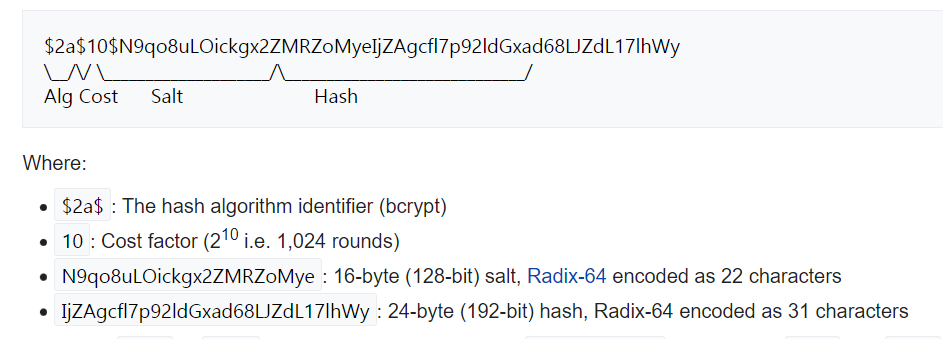 $2a$10$N9qo8uLOickgx2ZMRZoMyeIjZAgcfl7p92ldGxad68LJZdL17lhWy
\__/\/ \____________________/\_____________________________/
Alg Cost Salt Hash
Where:
• $2a$ : The hash algorithm identifier (bcrypt)
• 10 : Cost factor (2¹⁰ i.e. 1,024 rounds)
• N9qo8uLOickgx2ZMRZoMye : 16-byte (128-bit) salt, Radix-64 encoded as 22 characters
• IjZAgcfl7p92ldGxad68LJZdL17lhWy : 24-byte (192-bit) hash, Radix-64 encoded as 31 characters